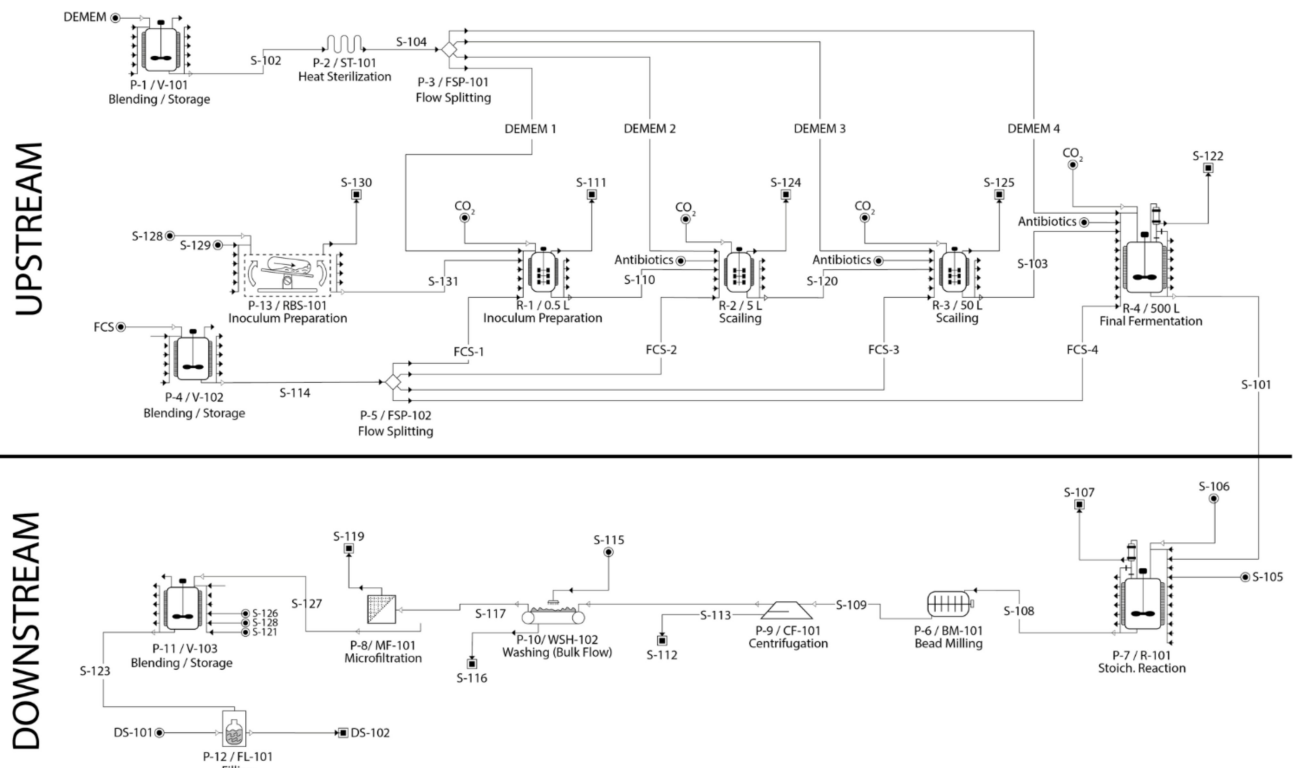 UPSTREAM
DEMEM
P-1 / V-101
Blending / Storage
S-102
P-2 / ST-101
Heat Sterilization
S-104
P-3 / FSP-101
Flow Splitting
DEMEM 1
DEMEM 2
DEMEM 3
DEMEM 4
S-128
S-129
S-130
P-13 / RBS-101
Inoculum Preparation
S-131
CO2
S-111
R-1 / 0.5 L
Inoculum Preparation
S-110
CO2
Antibiotics
S-124
R-2 / 5 L
Scailing
S-120
CO2
Antibiotics
S-125
R-3 / 50 L
Scailing
S-103
CO2
Antibiotics
S-122
R-4 / 500 L
Final Fermentation
FCS
P-4 / V-102
Blending / Storage
S-114
P-5 / FSP-102
Flow Splitting
FCS-1
FCS-2
FCS-3
FCS-4
S-101
DOWNSTREAM
S-107
S-106
S-105
P-7 / R-101
Stoich. Reaction
S-108
P-6 / BM-101
Bead Milling
S-109
P-9 / CF-101
Centrifugation
S-113
S-112
S-115
P-10/ WSH-102
Washing (Bulk Flow)
S-116
S-117
S-119
P-8/ MF-101
Microfiltration
S-127
S-126
S-128
S-121
P-11 / V-103
Blending / Storage
S-123
DS-101
DS-102
P-12 / FL-101